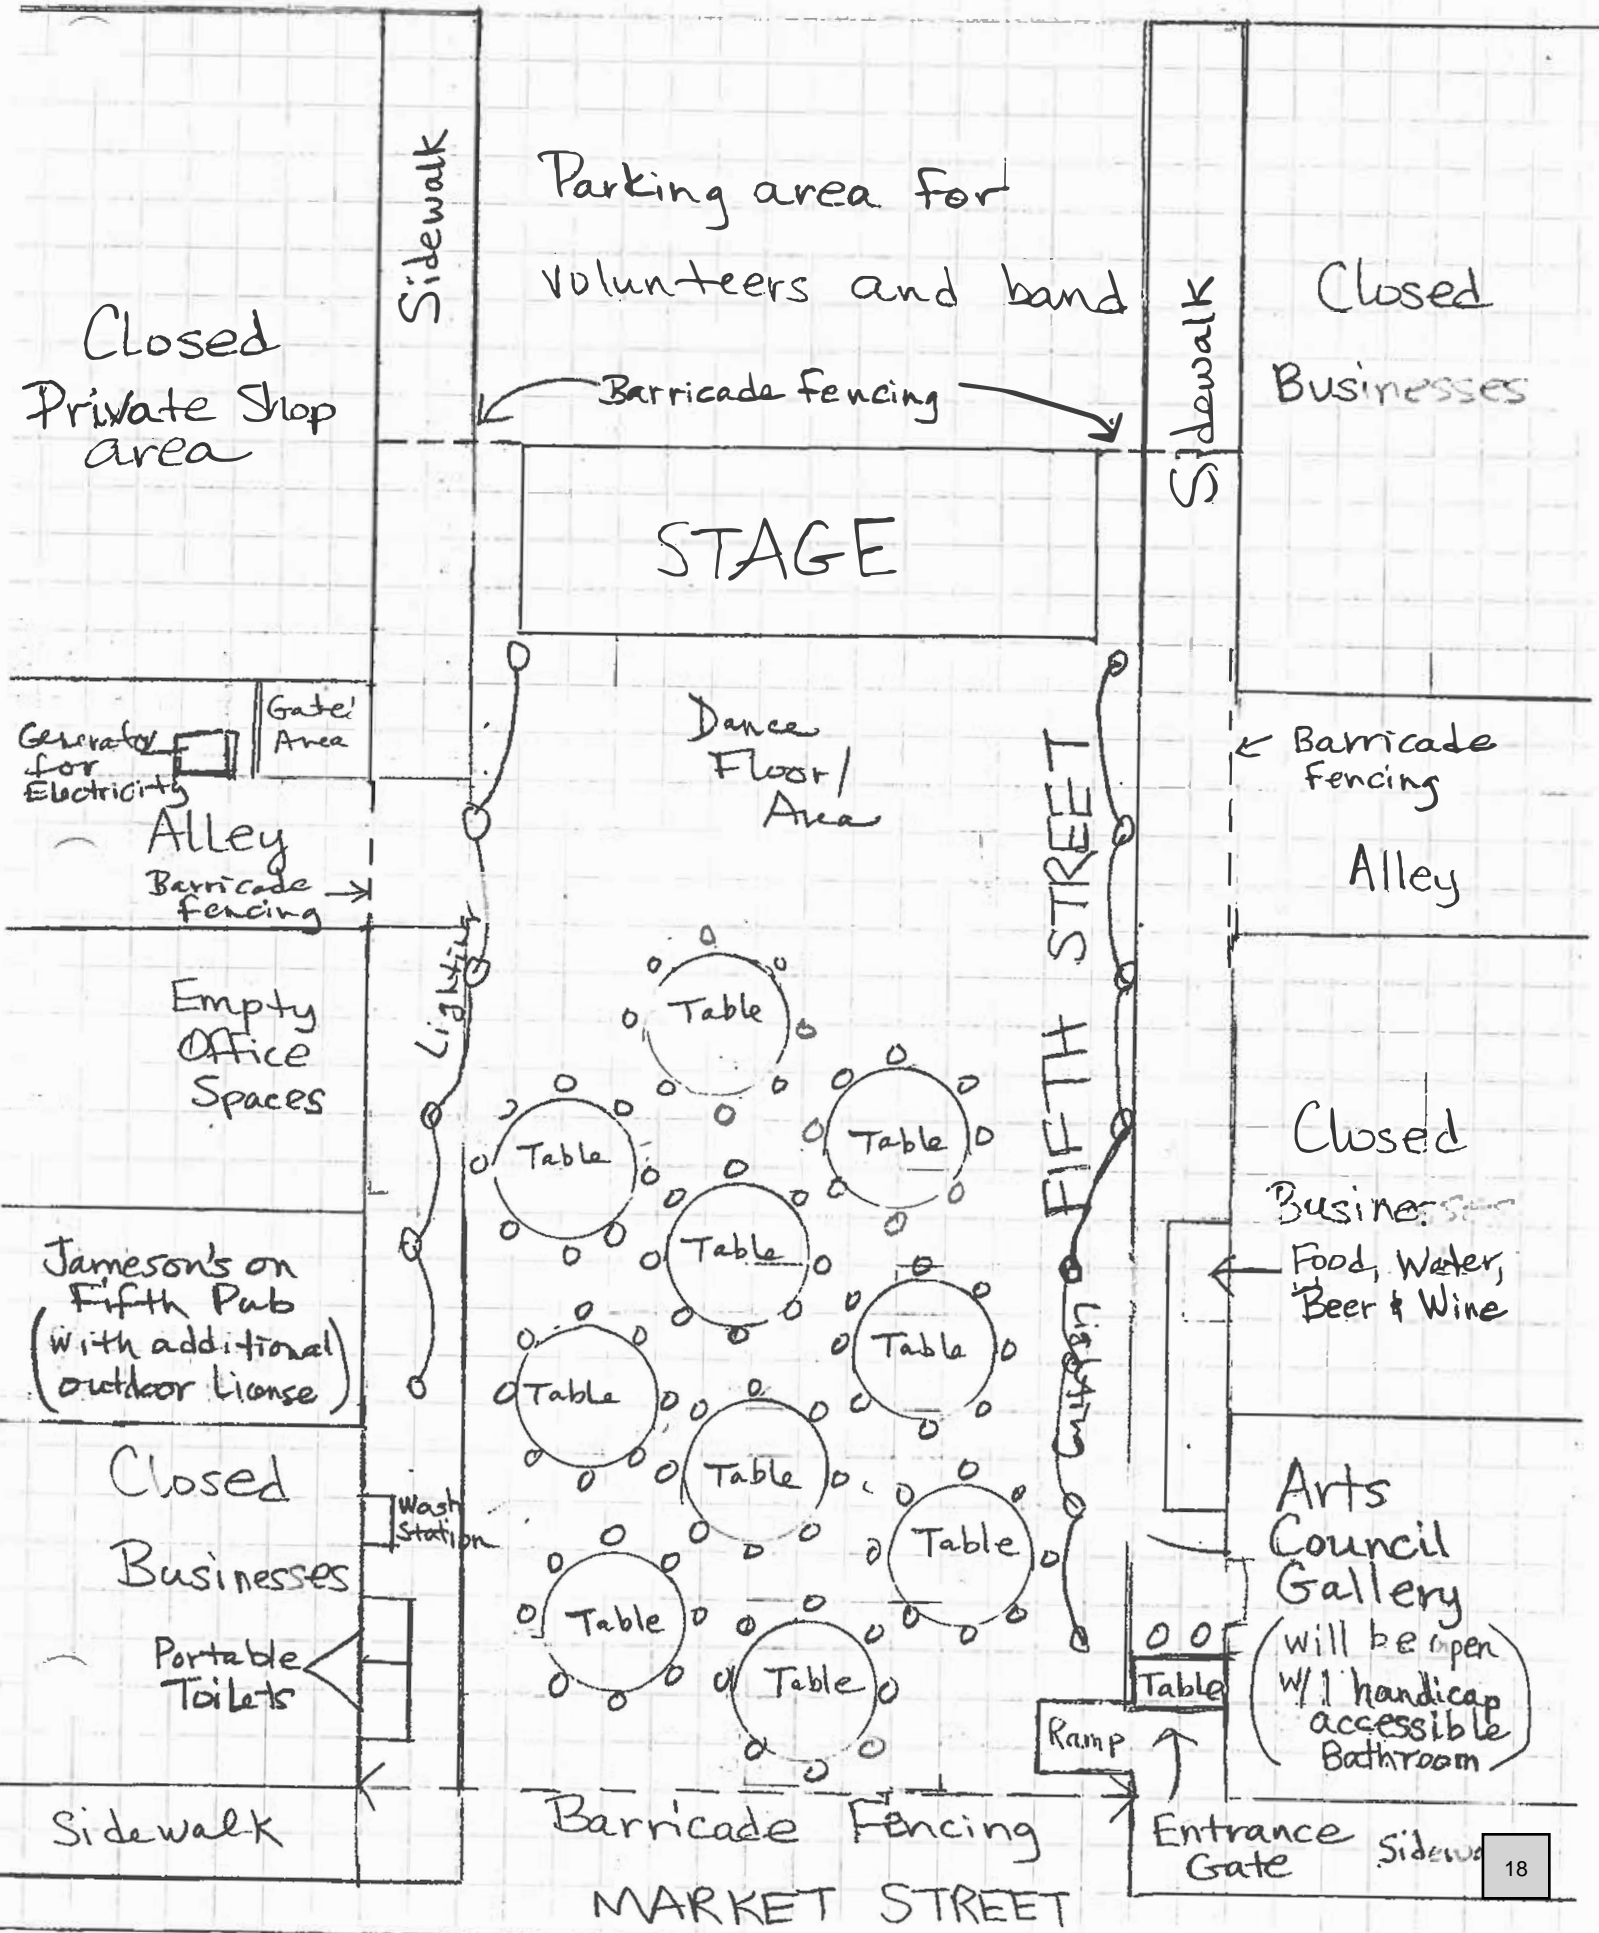 Sidewalk
Parking area for
volunteers and band
Sidewalk
Closed
Businesses
Closed
Private Shop
area
Barricade Fencing
STAGE
Gate
Area
Generator
for
Electricity
Alley
Barricade
fencing
Dance
Floor/
Area
FIFTH STREET
Barricade
Fencing
Alley
Lighting
Empty
Office
Spaces
Table
Table
Table
Table
Table
Table
Table
Table
Table
Table
Closed
Lighting
Food, Water,
Beer & Wine
Jameson's on
Fifth Pub
(with additional
outdoor License)
Closed
Businesses
Wash
Station
Portable
Toilets
Arts
Council
Gallery
(will be open
w/1 handicap
accessible
Bathroom)
Table
Ramp
Sidewalk
Barricade Fencing
Entrance
Gate
18
MARKET STREET